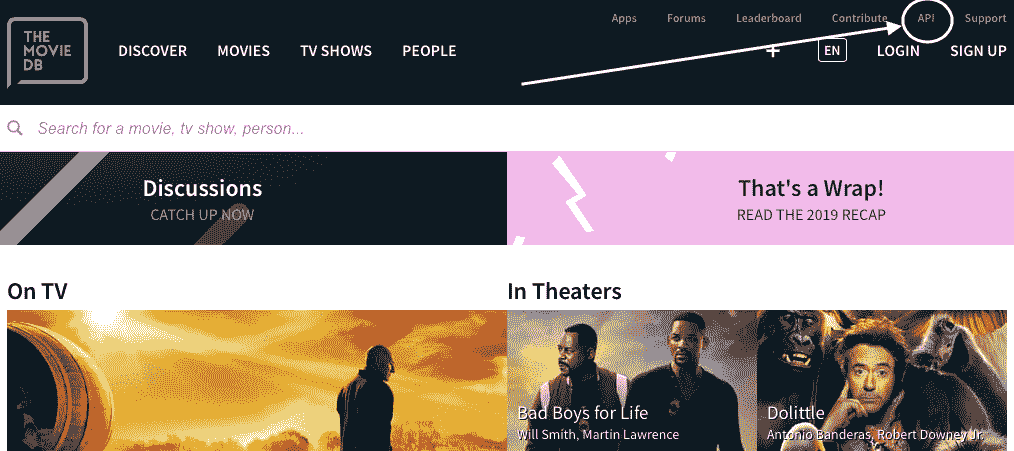 Apps Forums Leaderboard Contribute API Support
THE
MOVIE
DB
DISCOVER MOVIES TV SHOWS PEOPLE + EN LOGIN SIGN UP
Search for a movie, tv show, person...
Discussions
CATCH UP NOW
That's a Wrap!
READ THE 2019 RECAP
On TV
In Theaters
Bad Boys for Life
Will Smith, Martin Lawrence
Dolittle
Antonio Banderas, Robert Downey Jr.